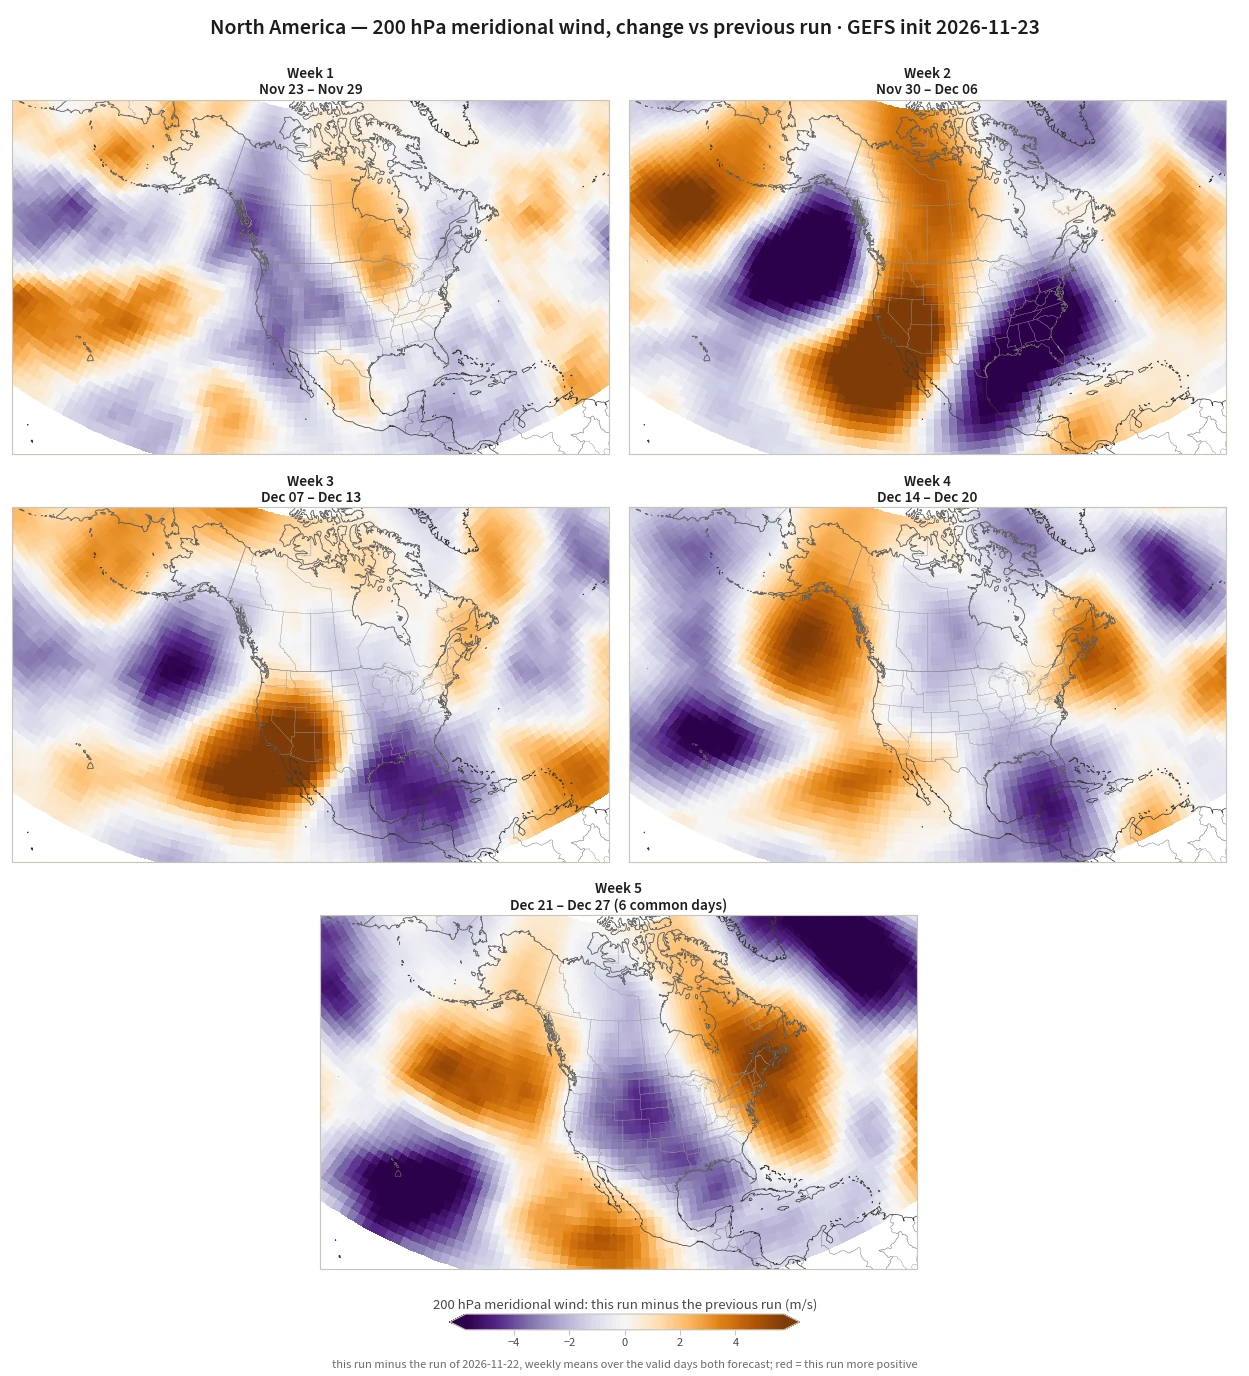 North America — 200 hPa meridional wind, change vs previous run · GEFS init 2026-11-23
Week 1
Nov 23 – Nov 29
Week 2
Nov 30 – Dec 06
Week 3
Dec 07 – Dec 13
Week 4
Dec 14 – Dec 20
Week 5
Dec 21 – Dec 27 (6 common days)
200 hPa meridional wind: this run minus the previous run (m/s)
−4 −2 0 2 4
this run minus the run of 2026-11-22, weekly means over the valid days both forecast; red = this run more positive